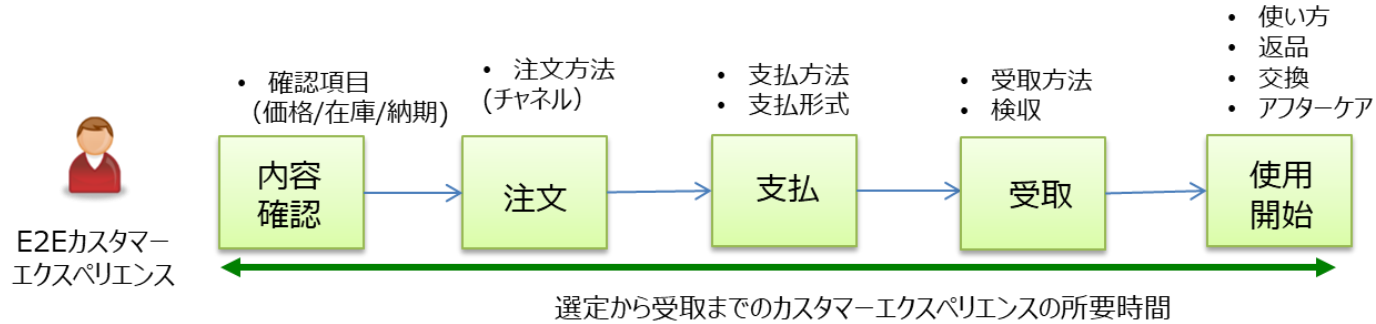 • 確認項目
（価格/在庫/納期)
• 注文方法
(チャネル）
• 支払方法
• 支払形式
• 受取方法
• 検収
• 使い方
• 返品
• 交換
• アフターケア
内容
確認
注文
支払
受取
使用
開始
E2Eカスタマー
エクスペリエンス
選定から受取までのカスタマーエクスペリエンスの所要時間